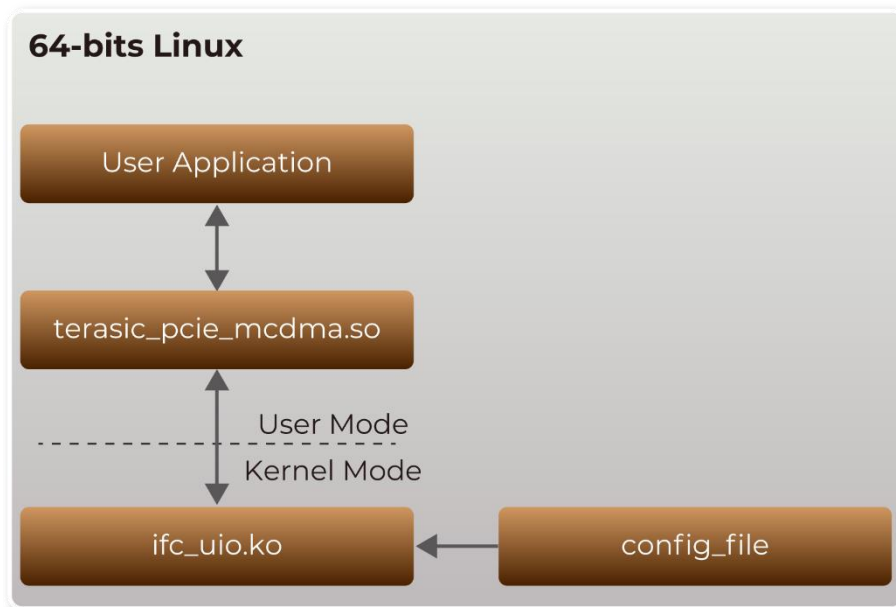 64-bits Linux
User Application
terasic_pcie_mcdma.so
User Mode
Kernel Mode
ifc_uio.ko
config_file